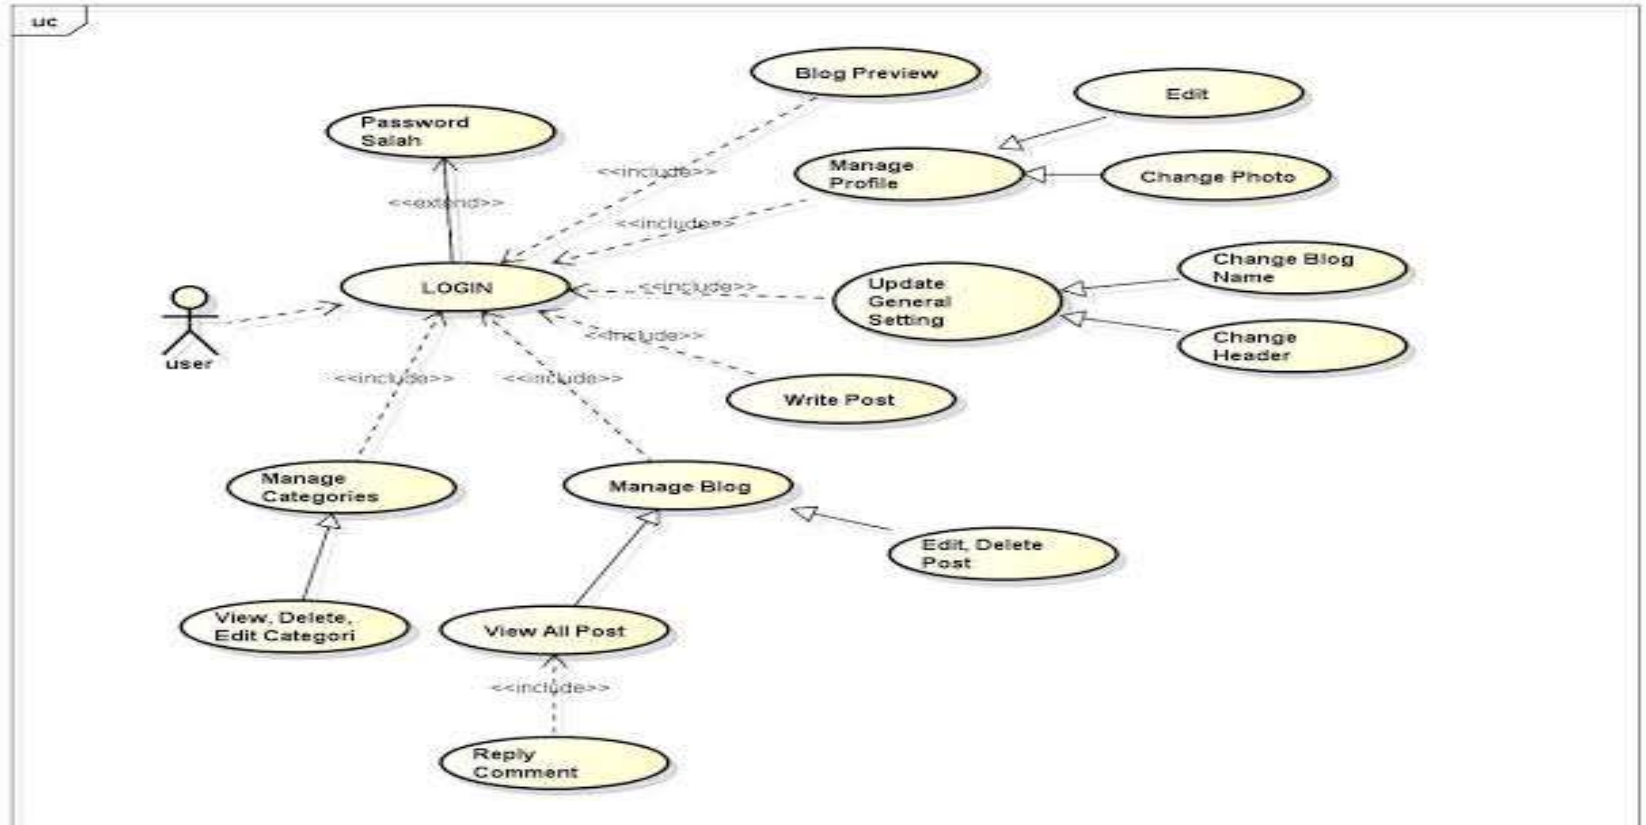 uc
Blog Preview
Edit
Password
Salah
<<include>>
Manage
Profile
Change Photo
<<extend>>
<<include>>
Change Blog
Name
LOGIN
<<include>>
Update
General
Setting
<<include>>
Change
Header
user
<<include>>
<<include>>
Write Post
Manage
Categories
Manage Blog
Edit, Delete
Post
View, Delete,
Edit Categori
View All Post
<<include>>
Reply
Comment